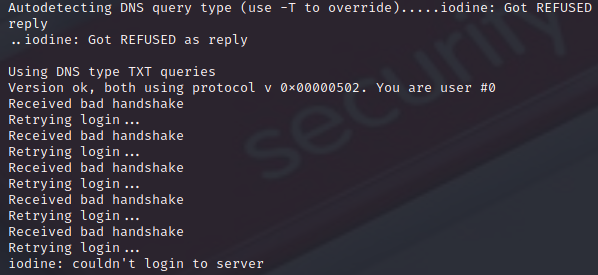 Autodetecting DNS query type (use -T to override).....iodine: Got REFUSED
reply
..iodine: Got REFUSED as reply
Using DNS type TXT queries
Version ok, both using protocol v 0x00000502. You are user #0
Received bad handshake
Retrying login...
Received bad handshake
Retrying login...
Received bad handshake
Retrying login...
Received bad handshake
Retrying login...
Received bad handshake
Retrying login...
iodine: couldn't login to server
security